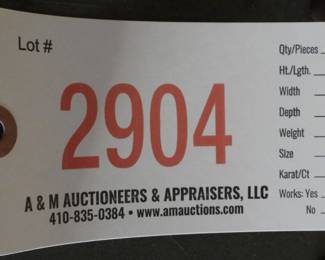 Lot #
2904
A & M AUCTIONEERS & APPRAISERS, LLC
410-835-0384 • www.amauctions.com
Qty/Pieces
Ht./Lgth.
Width
Depth
Weight
Size
Karat/Ct
Works: Yes
No